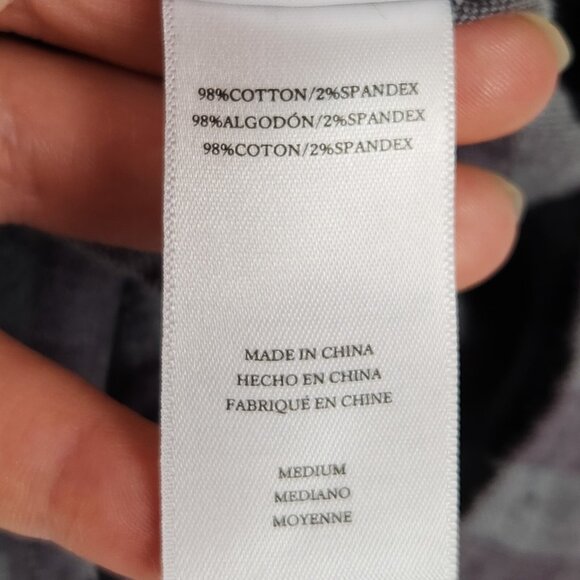 98%COTTON/2%SPANDEX
98%ALGODÓN/2%SPANDEX
98%COTON/2%SPANDEX
MADE IN CHINA
HECHO EN CHINA
FABRIQUÉ EN CHINE
MEDIUM
MEDIANO
MOYENNE